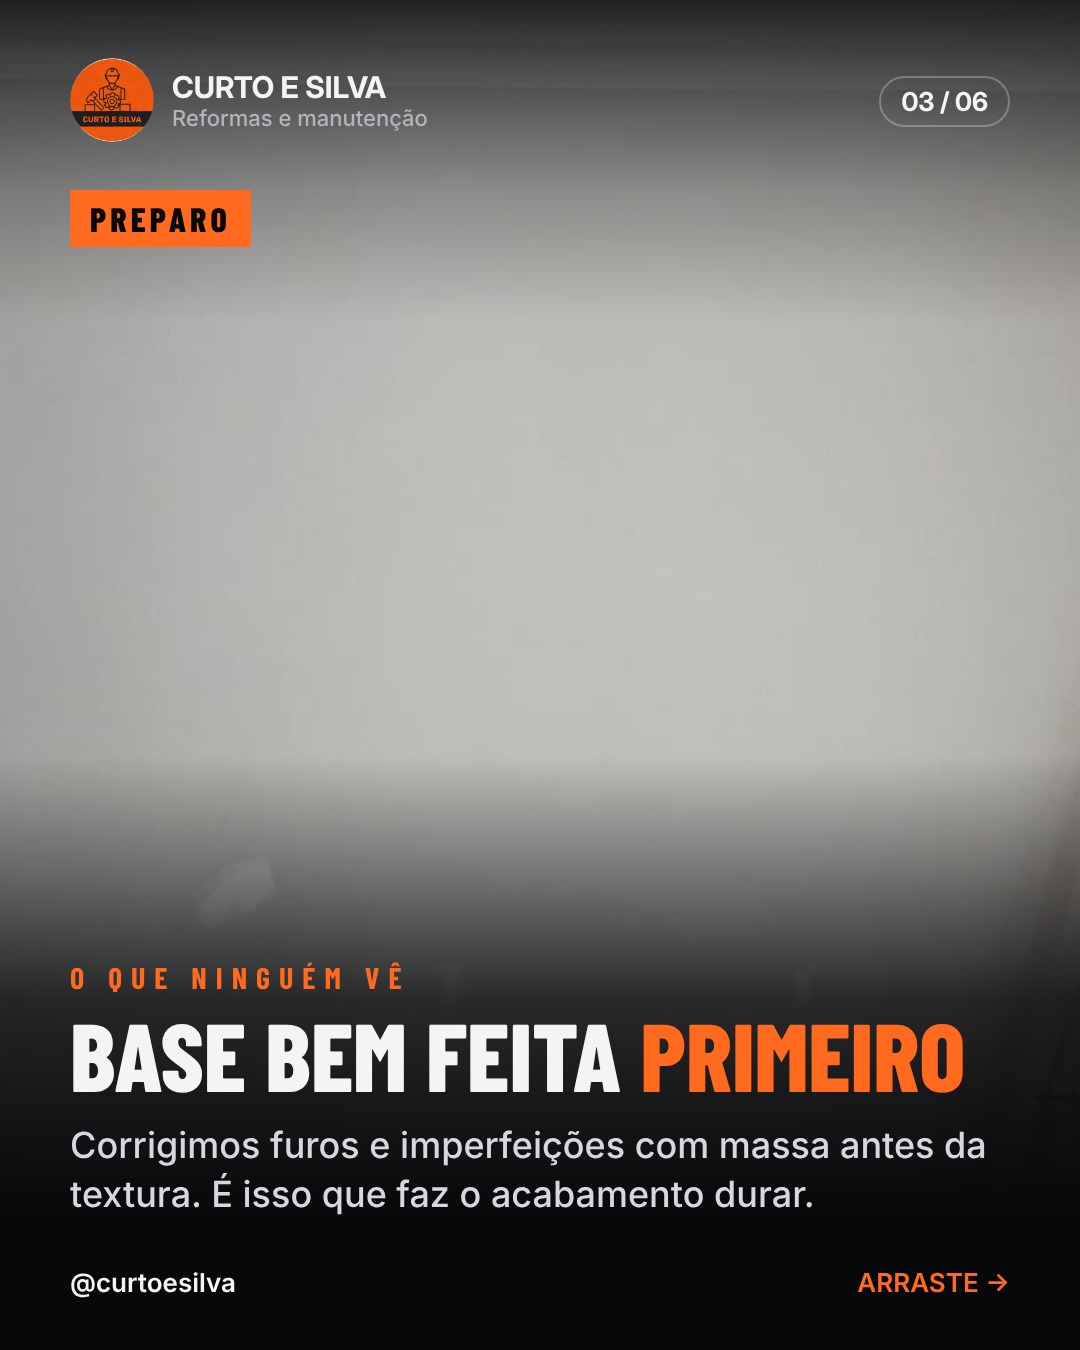 CURTO E SILVA
CURTO E SILVA
Reformas e manutenção
03 / 06
PREPARO
O QUE NINGUÉM VÊ
BASE BEM FEITA PRIMEIRO
Corrigimos furos e imperfeições com massa antes da
textura. É isso que faz o acabamento durar.
@curtoesilva
ARRASTE →